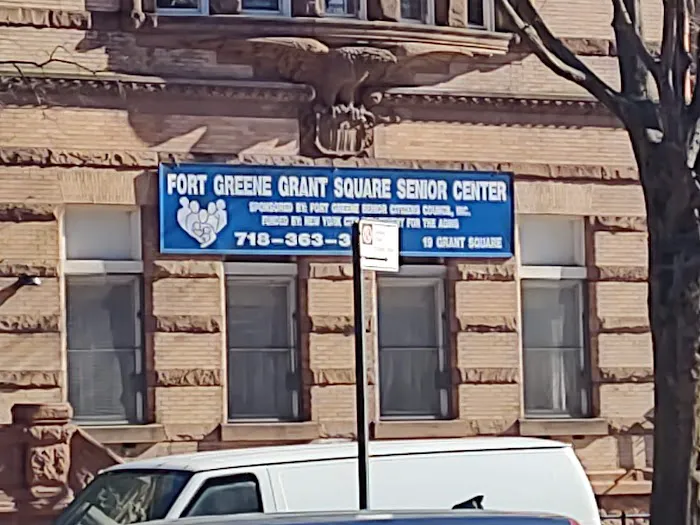 FORT GREENE GRANT SQUARE SENIOR CENTER
SPONSORED BY: FORT GREENE SENIOR CITIZENS COUNCIL, INC.
FUNDED BY: NEW YORK CITY FOR THE AGING
718-363-
19 GRANT SQUARE